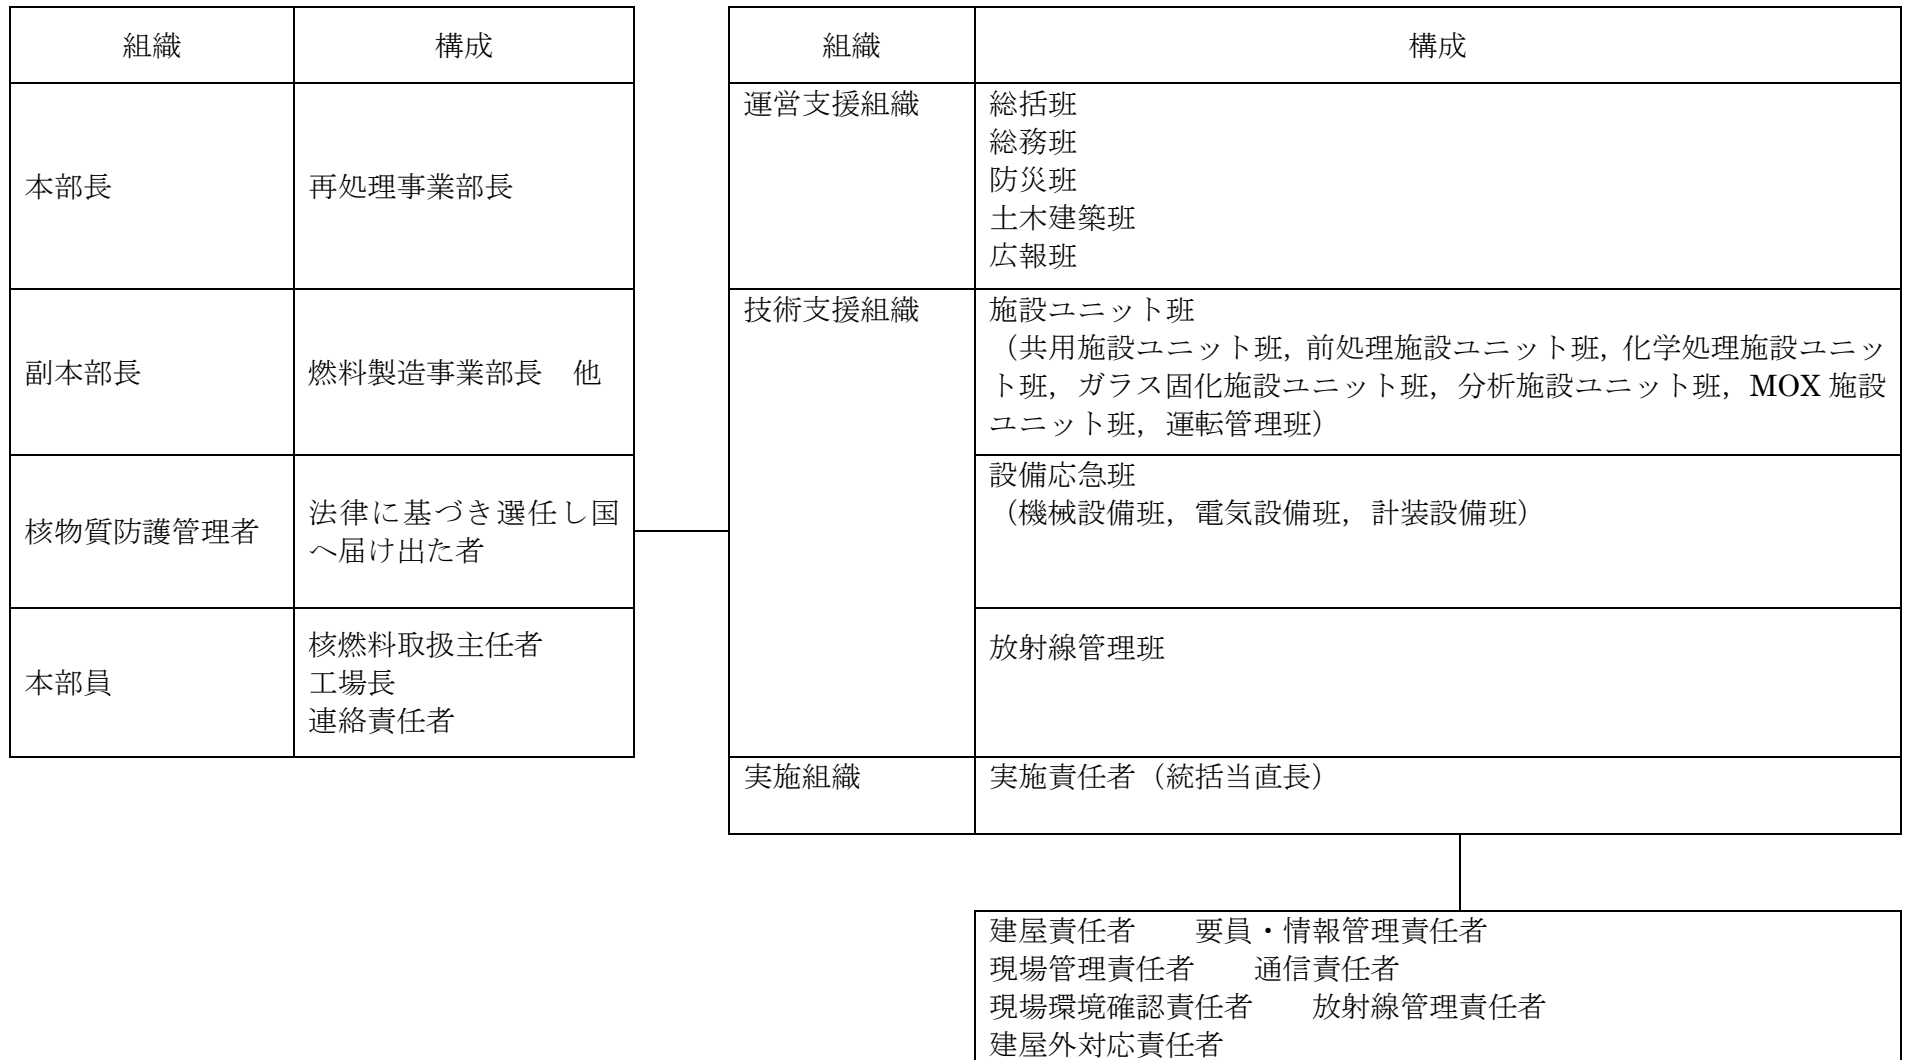 組織 構成
本部長 再処理事業部長
副本部長 燃料製造事業部長　他
核物質防護管理者 法律に基づき選任し国
へ届け出た者
本部員 核燃料取扱主任者
工場長
連絡責任者
組織 構成
運営支援組織 総括班
総務班
防災班
土木建築班
広報班
技術支援組織 施設ユニット班
（共用施設ユニット班，前処理施設ユニット班，化学処理施設ユニッ
ト班，ガラス固化施設ユニット班，分析施設ユニット班，MOX 施設
ユニット班，運転管理班）
設備応急班
（機械設備班，電気設備班，計装設備班）
放射線管理班
実施組織 実施責任者（統括当直長）
建屋責任者　　要員・情報管理責任者
現場管理責任者　　通信責任者
現場環境確認責任者　　放射線管理責任者
建屋外対応責任者